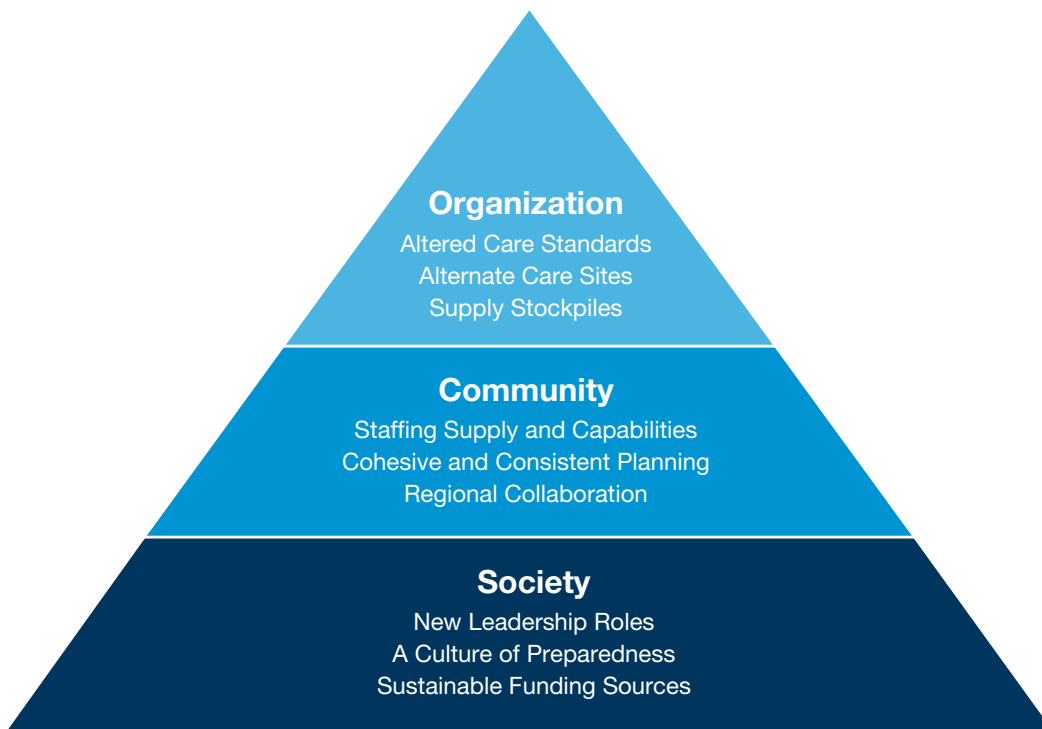 Organization
Altered Care Standards
Alternate Care Sites
Supply Stockpiles
Community
Staffing Supply and Capabilities
Cohesive and Consistent Planning
Regional Collaboration
Society
New Leadership Roles
A Culture of Preparedness
Sustainable Funding Sources